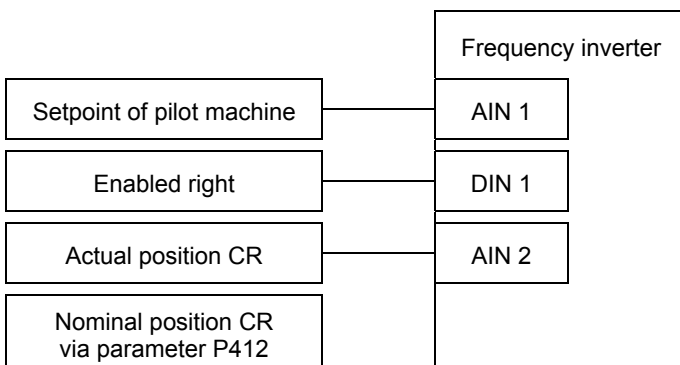 Frequency inverter
Setpoint of pilot machine
AIN 1
Enabled right
DIN 1
Actual position CR
AIN 2
Nominal position CR
via parameter P412